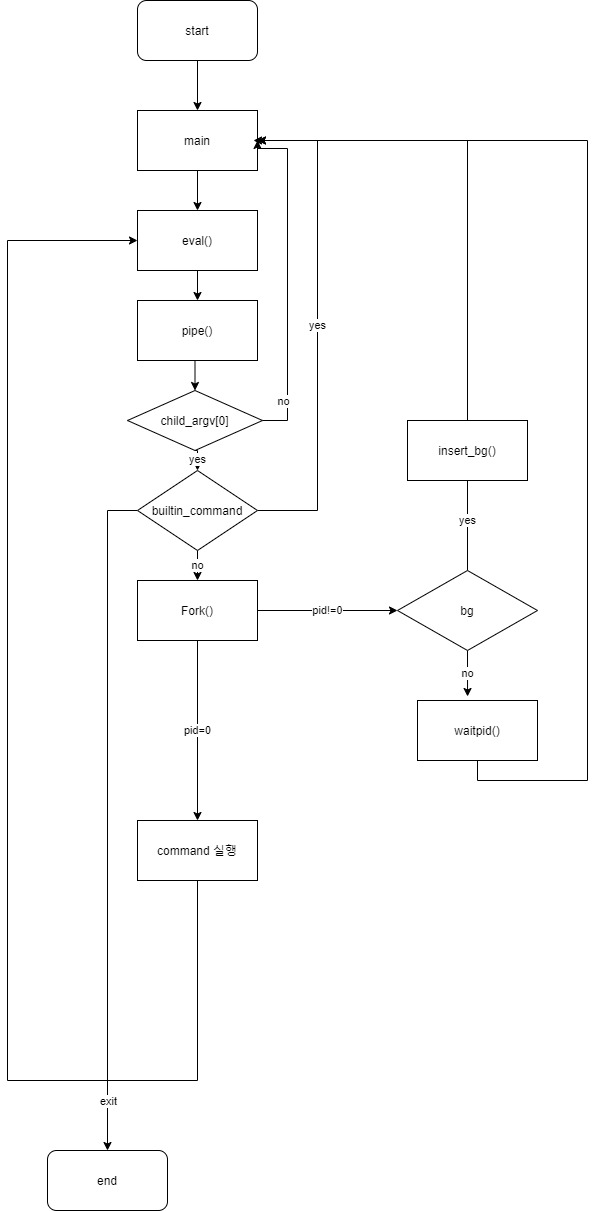 start
main
eval()
pipe()
yes
child_argv[0]
no
insert_bg()
yes
builtin_command
yes
no
Fork()
pid!=0
bg
no
pid=0
waitpid()
command 실행
exit
end